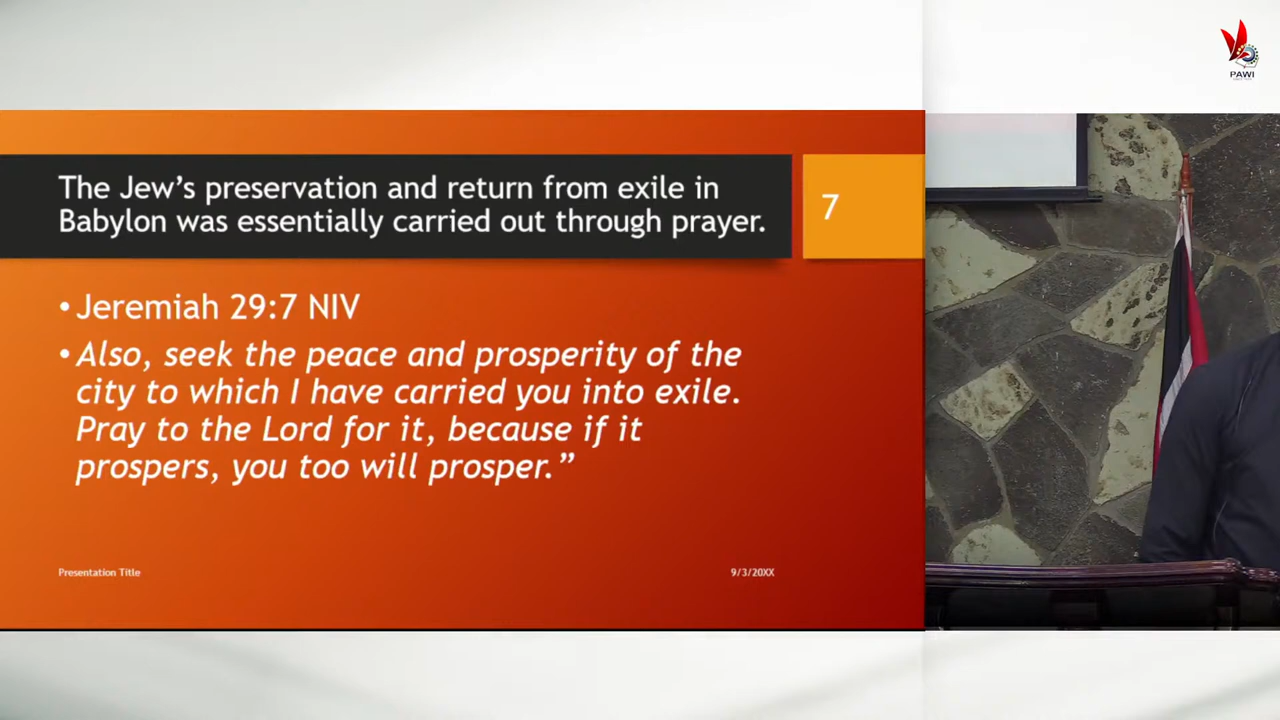 PAWI
The Jew’s preservation and return from exile in
Babylon was essentially carried out through prayer.
7
•Jeremiah 29:7 NIV
•Also, seek the peace and prosperity of the
city to which I have carried you into exile.
Pray to the Lord for it, because if it
prospers, you too will prosper.”
Presentation Title
9/3/20XX